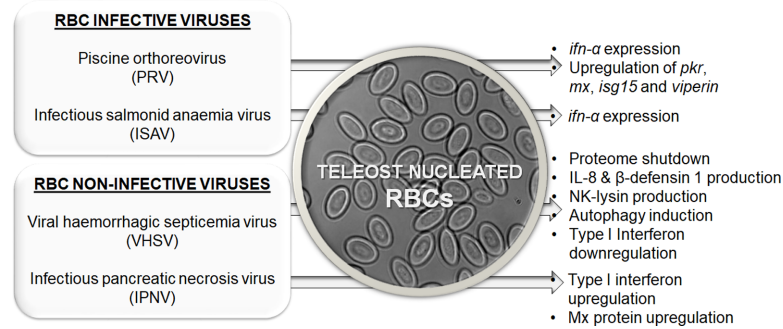 RBC INFECTIVE VIRUSES
Piscine orthoreovirus
(PRV)
Infectious salmonid anaemia virus
(ISAV)
RBC NON-INFECTIVE VIRUSES
Viral haemorrhagic septicemia virus
(VHSV)
Infectious pancreatic necrosis virus
(IPNV)
TELEOST NUCLEATED
RBCs
• ifn-α expression
• Upregulation of pkr,
mx, isg15 and viperin
• ifn-α expression
• Proteome shutdown
• IL-8 & β-defensin 1 production
• NK-lysin production
• Autophagy induction
• Type I Interferon
downregulation
• Type I interferon
upregulation
• Mx protein upregulation